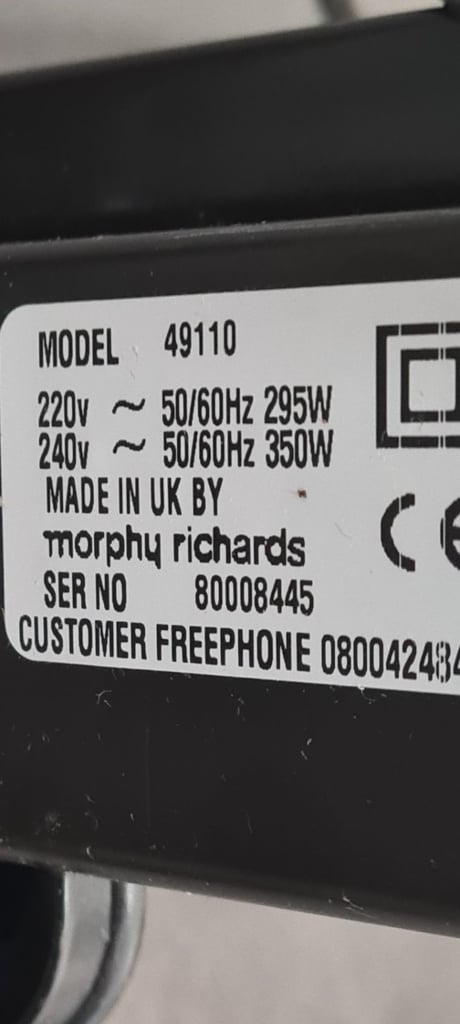 MODEL 49110
220v ~ 50/60Hz 295W
240v ~ 50/60Hz 350W
MADE IN UK BY
morphy richards
SER NO 80008445
CUSTOMER FREEPHONE